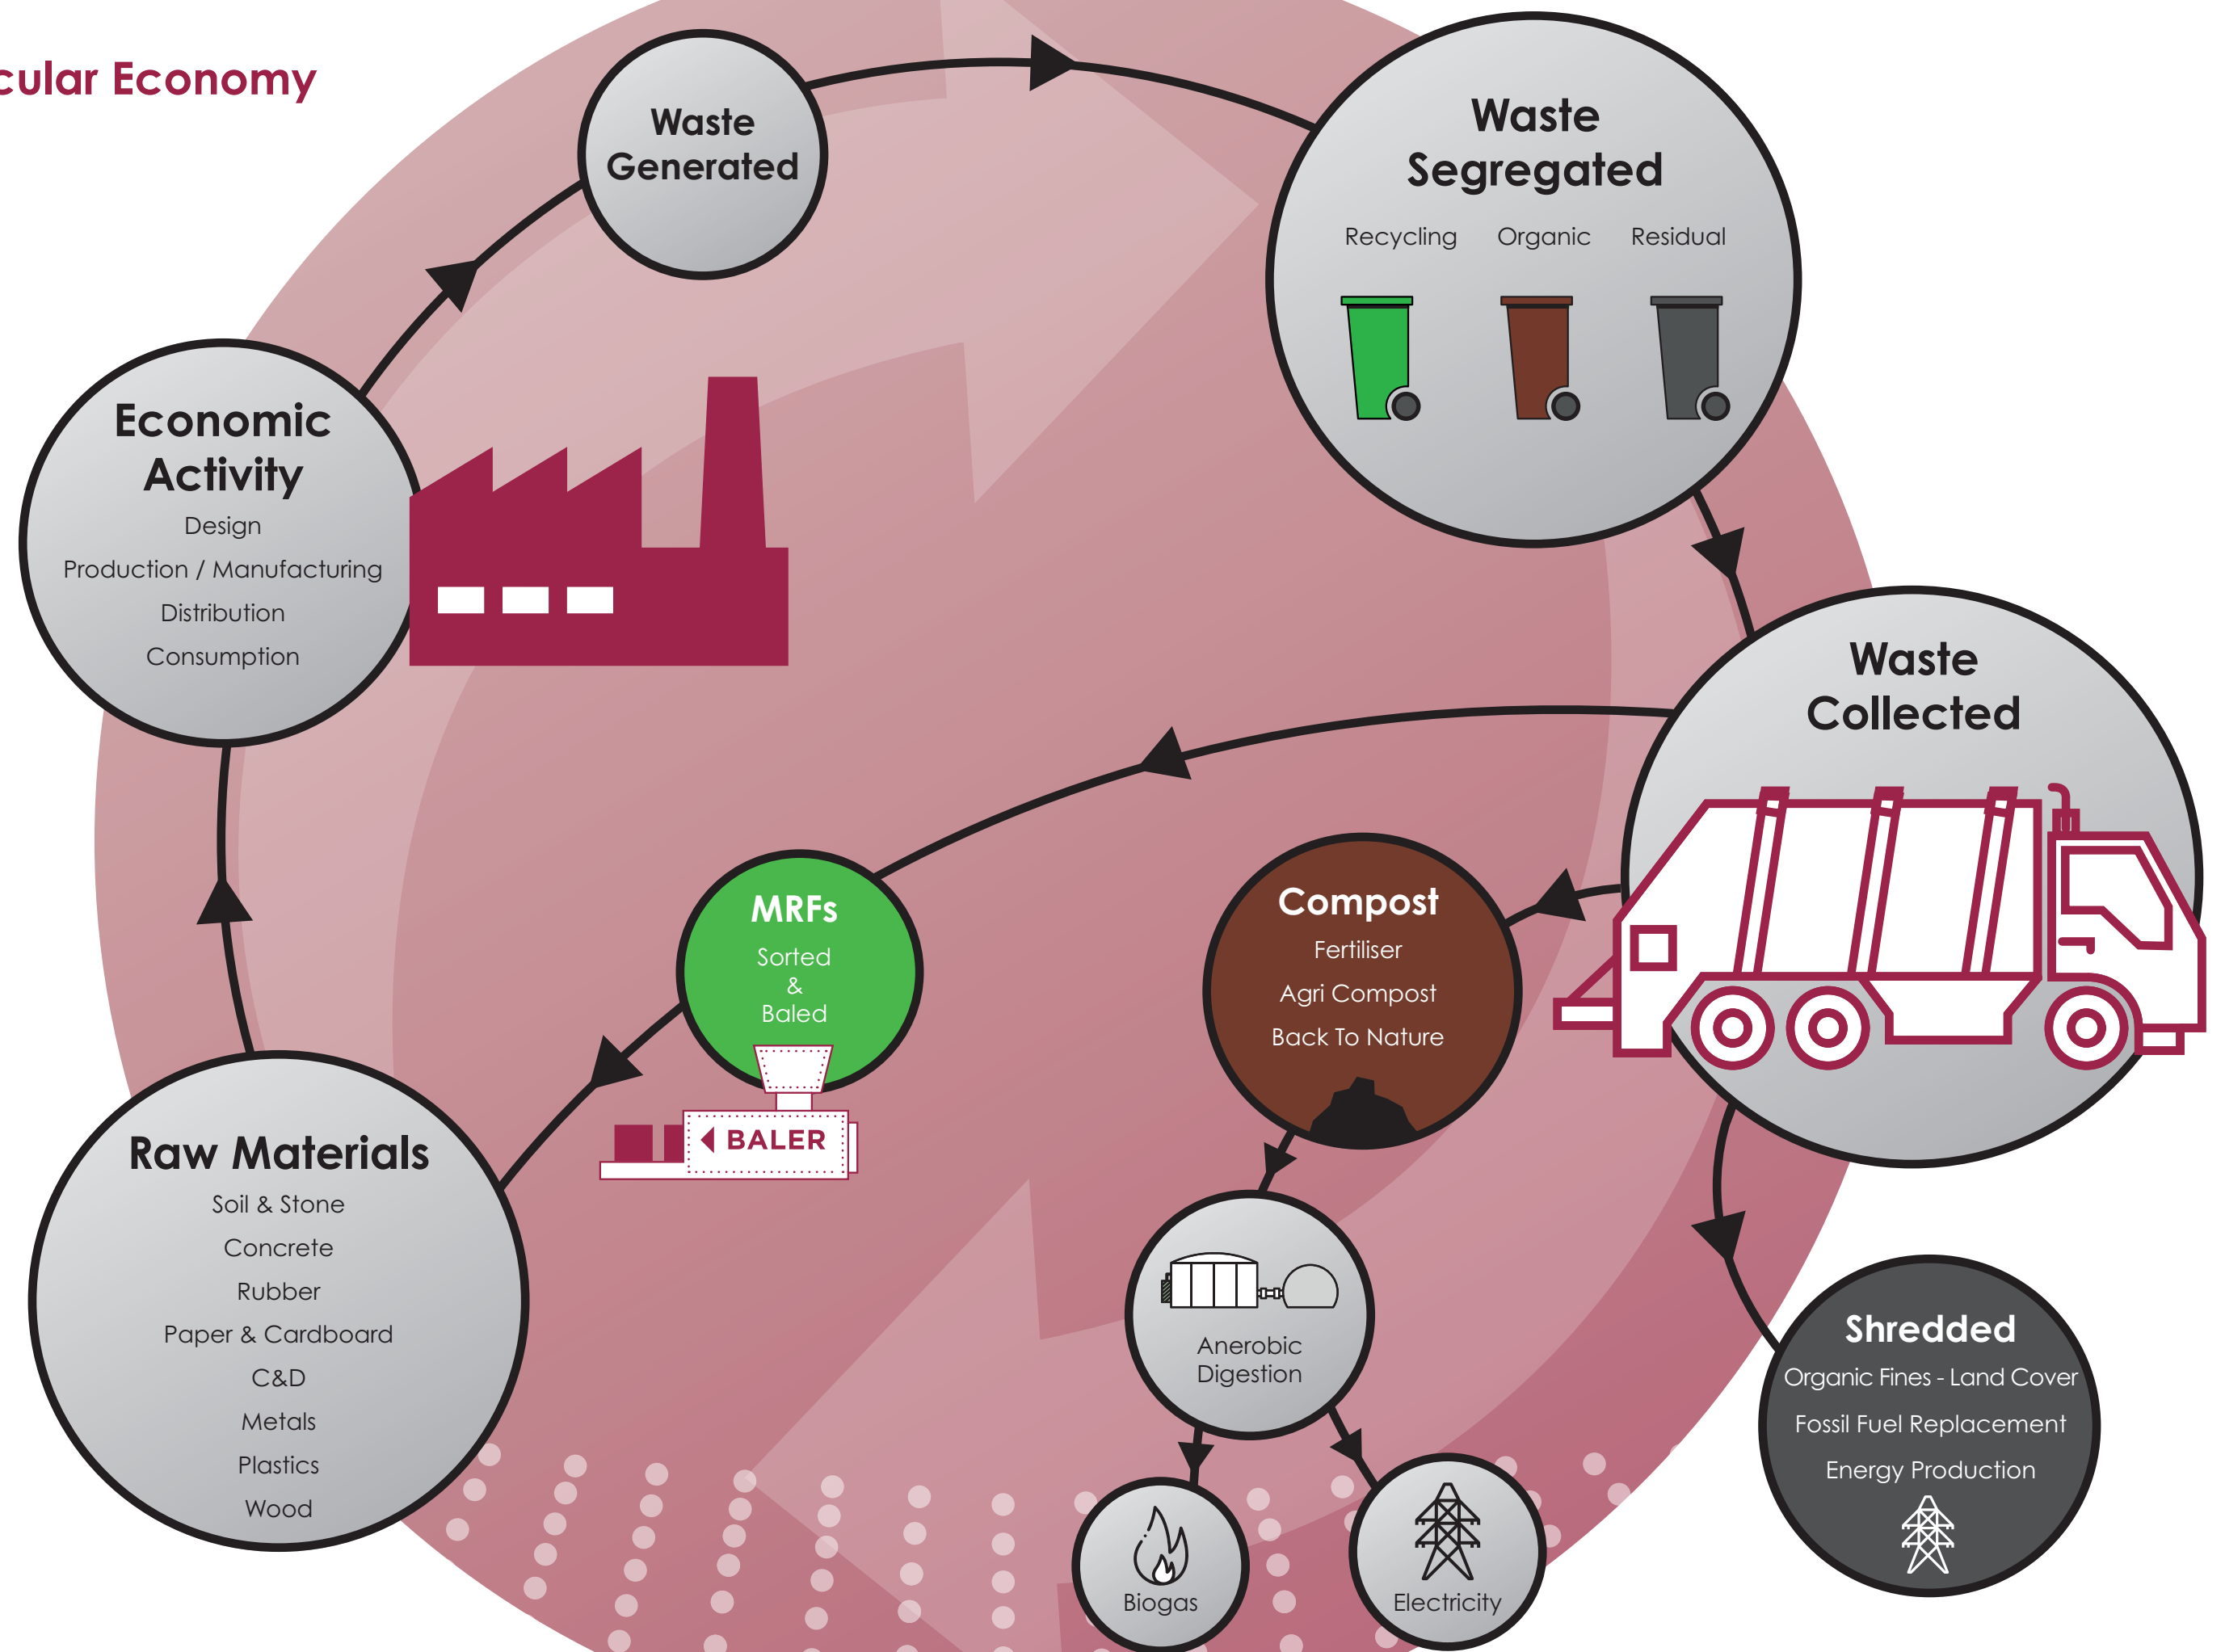 cular Economy
Waste
Generated
Waste
Segregated
Recycling Organic Residual
Economic
Activity
Design
Production / Manufacturing
Distribution
Consumption
Waste
Collected
MRFs
Sorted
&
Baled
BALER
Compost
Fertiliser
Agri Compost
Back To Nature
Raw Materials
Soil & Stone
Concrete
Rubber
Paper & Cardboard
C&D
Metals
Plastics
Wood
Anerobic
Digestion
Biogas
Electricity
Shredded
Organic Fines - Land Cover
Fossil Fuel Replacement
Energy Production